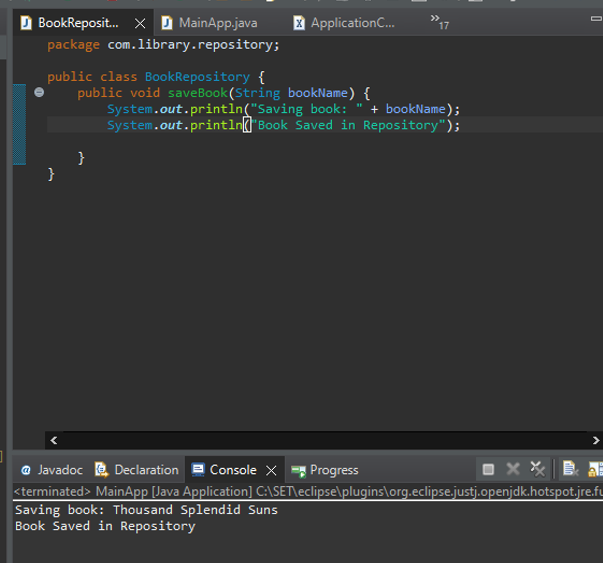 BookReposit...
MainApp.java
ApplicationC...
17
package com.library.repository;
public class BookRepository {
public void saveBook(String bookName) {
System.out.println("Saving book: " + bookName);
System.out.println("Book Saved in Repository");
}
}
Javadoc
Declaration
Console
Progress
<terminated> MainApp [Java Application] C:\SET\eclipse\plugins\org.eclipse.justj.openjdk.hotspot.jre.fu
Saving book: Thousand Splendid Suns
Book Saved in Repository